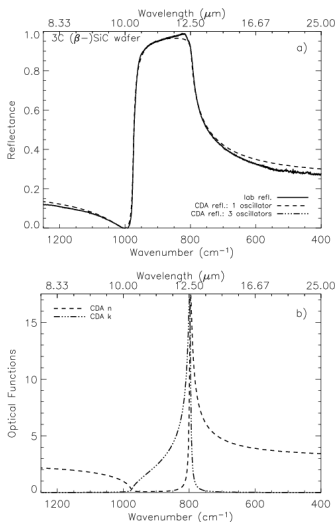 Wavelength (μm)
8.33 10.00 12.50 16.67 25.00
3C (β-)SiC wafer
a)
1.0
0.8
0.6
0.4
0.2
0.0
Reflectance
lab refl.
CDA refl.: 1 oscillator
CDA refl.: 3 oscillators
1200 1000 800 600 400
Wavenumber (cm⁻¹)
Wavelength (μm)
8.33 10.00 12.50 16.67 25.00
CDA n
CDA k
b)
15
10
5
0
Optical Functions
1200 1000 800 600 400
Wavenumber (cm⁻¹)